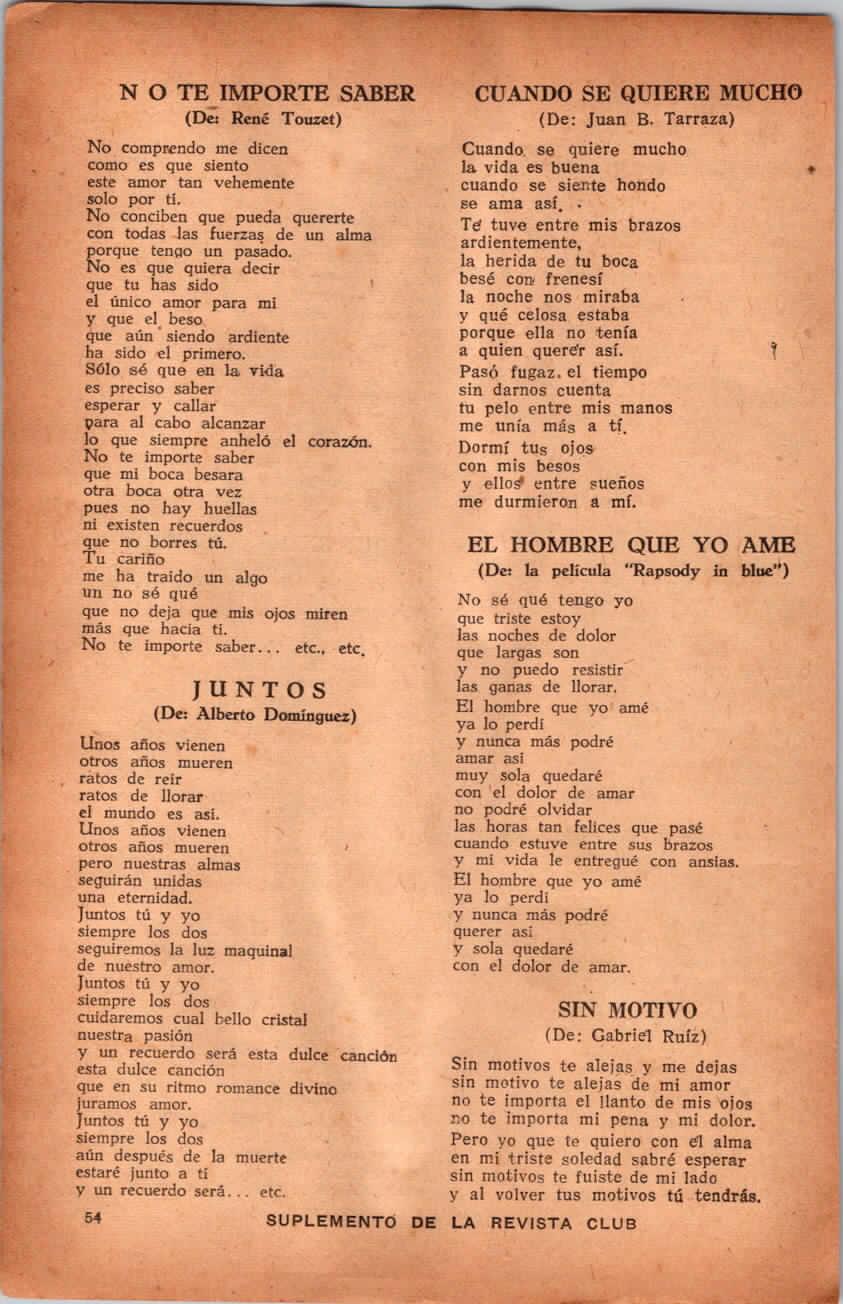 N O TE IMPORTE SABER
(De: René Touzet)
No comprendo me dicen
como es que siento
este amor tan vehemente
solo por tí.
No conciben que pueda quererte
con todas las fuerzas de un alma
porque tengo un pasado.
No es que quiera decir
que tu has sido
el único amor para mi
y que el beso
que aún siendo ardiente
ha sido el primero.
Sólo sé que en la vida
es preciso saber
esperar y callar
para al cabo alcanzar
lo que siempre anheló el corazón.
No te importe saber
que mi boca besara
otra boca otra vez
pues no hay huellas
ni existen recuerdos
que no borres tú.
Tu cariño
me ha traido un algo
un no sé qué
que no deja que mis ojos miren
más que hacia ti.
No te importe saber... etc., etc.
JUNTOS
(De: Alberto Domínguez)
Unos años vienen
otros años mueren
ratos de reír
ratos de llorar
el mundo es así.
Unos años vienen
otros años mueren
pero nuestras almas
seguirán unidas
una eternidad.
Juntos tú y yo
siempre los dos
seguiremos la luz maquinal
de nuestro amor.
Juntos tú y yo
siempre los dos
cuidaremos cual bello cristal
nuestra pasión
y un recuerdo será esta dulce canción
esta dulce canción
que en su ritmo romance divino
juramos amor.
Juntos tú y yo
siempre los dos
aún después de la muerte
estaré junto a tí
y un recuerdo será... etc.
CUANDO SE QUIERE MUCHO
(De: Juan B. Tarraza)
Cuando se quiere mucho
la vida es buena
cuando se siente hondo
se ama así.
Te tuve entre mis brazos
ardientemente,
la herida de tu boca
besé con frenesí
la noche nos miraba
y qué celosa estaba
porque ella no tenía
a quien querer así.
Pasó fugaz, el tiempo
sin darnos cuenta
tu pelo entre mis manos
me unía más a tí.
Dormí tus ojos
con mis besos
y ellos entre sueños
me durmieron a mí.
EL HOMBRE QUE YO AME
(De: la película "Rapsody in blue")
No sé qué tengo yo
que triste estoy
las noches de dolor
que largas son
y no puedo resistir
las ganas de llorar.
El hombre que yo amé
ya lo perdí
y nunca más podré
amar así
muy sola quedaré
con el dolor de amar
no podré olvidar
las horas tan felices que pasé
cuando estuve entre sus brazos
y mi vida le entregué con ansias.
El hombre que yo amé
ya lo perdí
y nunca más podré
querer así
y sola quedaré
con el dolor de amar.
SIN MOTIVO
(De: Gabriel Ruíz)
Sin motivos te alejas y me dejas
sin motivo te alejas de mi amor
no te importa el llanto de mis ojos
no te importa mi pena y mi dolor.
Pero yo que te quiero con el alma
en mi triste soledad sabré esperar
sin motivos te fuiste de mi lado
y al volver tus motivos tú tendrás.
54
SUPLEMENTO DE LA REVISTA CLUB